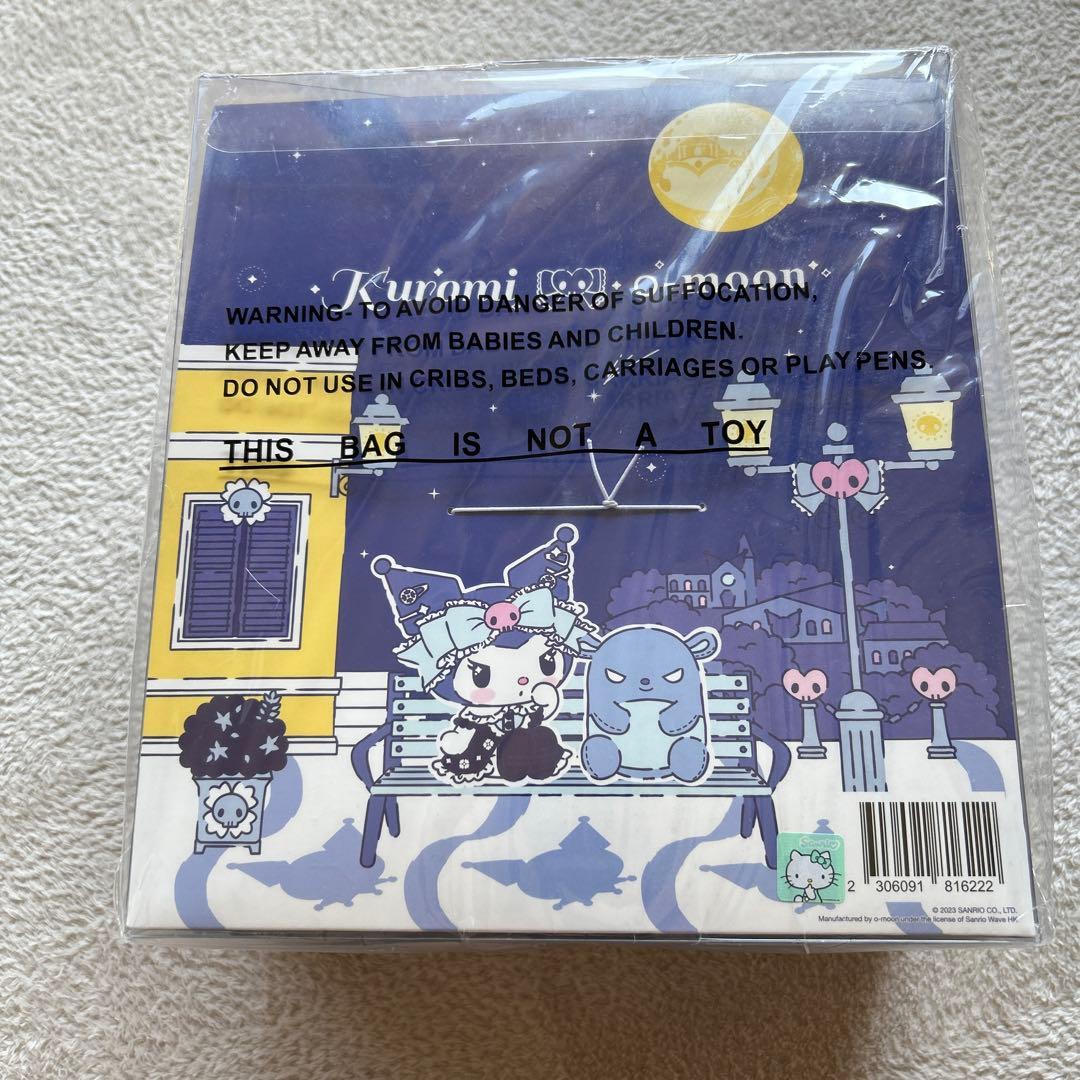 Kuromi o-moon
WARNING- TO AVOID DANGER OF SUFFOCATION,
KEEP AWAY FROM BABIES AND CHILDREN.
DO NOT USE IN CRIBS, BEDS, CARRIAGES OR PLAY PENS.
THIS BAG IS NOT A TOY
Sanrio
2 306091 816222
© 2023 SANRIO CO., LTD.
Manufactured by o-moon under the license of Sanrio Wave HK